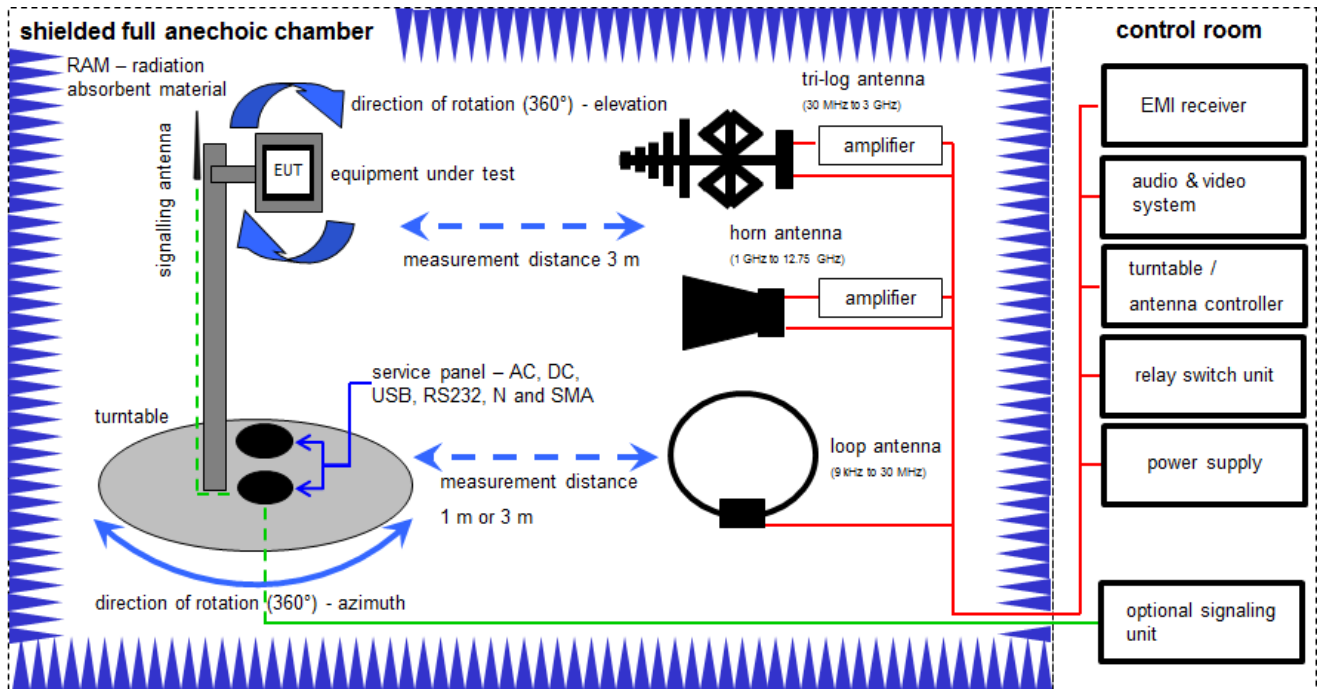 shielded full anechoic chamber
control room
RAM – radiation
absorbent material
signalling antenna
direction of rotation (360°) - elevation
EUT
equipment under test
measurement distance 3 m
tri-log antenna
(30 MHz to 3 GHz)
amplifier
horn antenna
(1 GHz to 12.75 GHz)
amplifier
service panel – AC, DC,
USB, RS232, N and SMA
turntable
measurement distance
1 m or 3 m
loop antenna
(9 kHz to 30 MHz)
direction of rotation (360°) - azimuth
EMI receiver
audio & video
system
turntable /
antenna controller
relay switch unit
power supply
optional signaling
unit